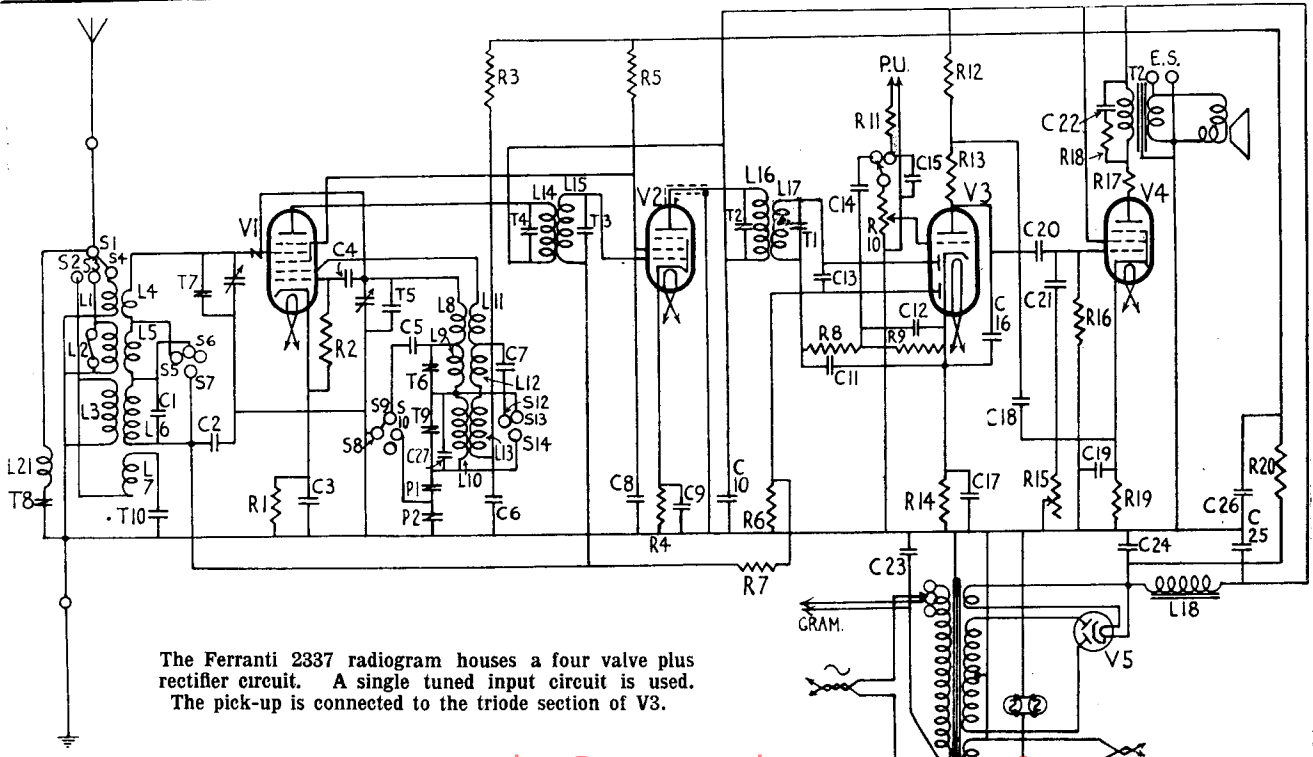 E.S.
T2
P.U.
R3
R5
R12
C22
R11
R18
C15
R13
R17
L14
L15
V2
L16
L17
C14
V3
V4
V1
T4
T3
T2
T1
R
10
C20
S1
S2
S3
S4
C4
C13
L1
L4
T7
T5
L8
L11
C21
L5
S6
C5
L9
C12
C
16
R16
L2
S5
R2
R8
R9
S7
T6
C7
C11
L12
L3
C1
S9
S
10
T9
S12
S13
C18
L6
C2
S8
S14
C27
L13
L10
C19
R20
L21
L
7
C8
C
10
R15
T8
R1
C3
P1
C9
R14
C17
R19
C26
T10
P2
C6
R6
C
25
R4
C24
C23
R7
GRAM.
L18
V5
The Ferranti 2337 radiogram houses a four valve plus
rectifier circuit. A single tuned input circuit is used.
The pick-up is connected to the triode section of V3.